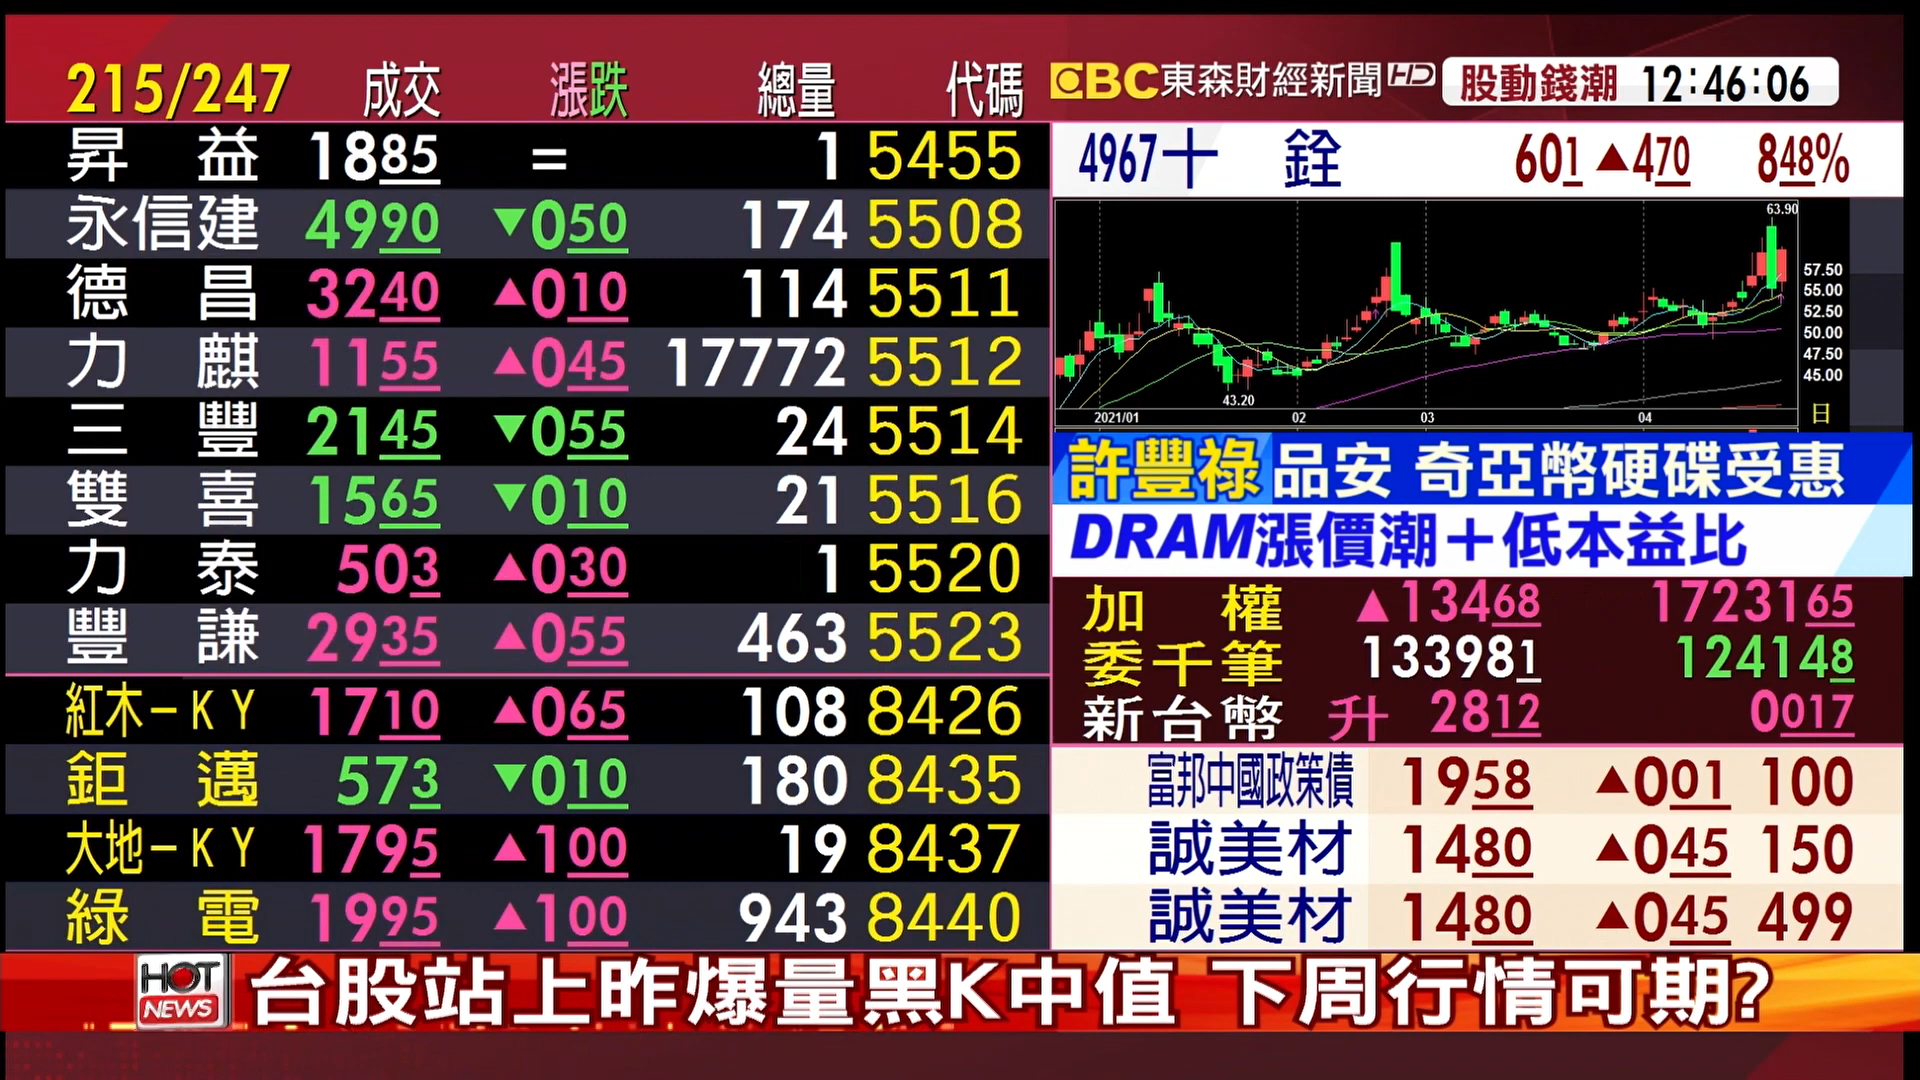 215/247 成交 漲跌 總量 代碼
昇益 1885 = 1 5455
永信建 4990 ▼050 174 5508
德昌 3240 ▲010 114 5511
力麒 1155 ▲045 17772 5512
三豐 2145 ▼055 24 5514
雙喜 1565 ▼010 21 5516
力泰 503 ▲030 1 5520
豐謙 2935 ▲055 463 5523
紅木-KY 1710 ▲065 108 8426
鉅邁 573 ▼010 180 8435
大地-KY 1795 ▲100 19 8437
綠電 1995 ▲100 943 8440
EBC東森財經新聞HD 股動錢潮 12:46:06
4967十銓 601 ▲470 848%
63.90
57.50
55.00
52.50
50.00
47.50
45.00
43.20
2021/01 02 03 04 日
許豐祿 品安 奇亞幣硬碟受惠
DRAM漲價潮+低本益比
加權 ▲13468 1723165
委千筆 133981 124148
新台幣 升 2812 0017
富邦中國政策債 1958 ▲001 100
誠美材 1480 ▲045 150
誠美材 1480 ▲045 499
HOT NEWS
台股站上昨爆量黑K中值 下周行情可期?